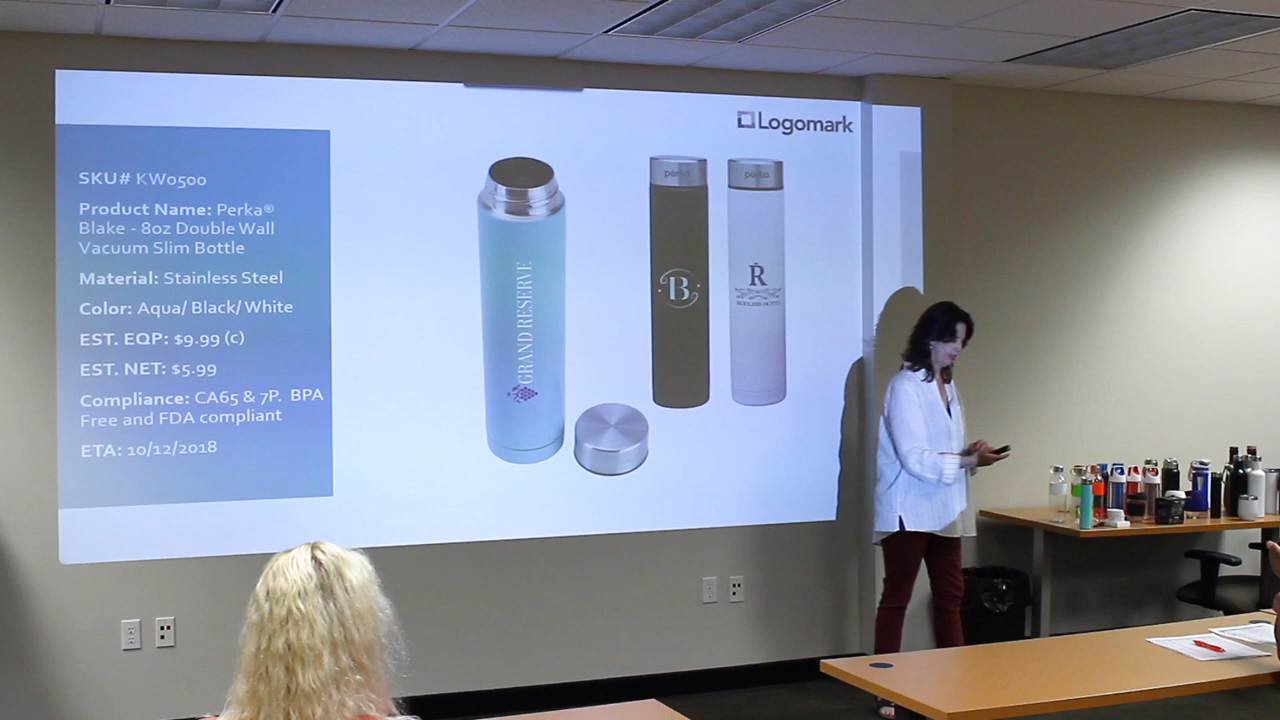 Logomark
SKU# KW0500
Product Name: Perka®
Blake - 8oz Double Wall
Vacuum Slim Bottle
Material: Stainless Steel
Color: Aqua/ Black/ White
EST. EQP: $9.99 (c)
EST. NET: $5.99
Compliance: CA65 & 7P. BPA
Free and FDA compliant
ETA: 10/12/2018
GRAND RESERVE
perka
B
perka
R